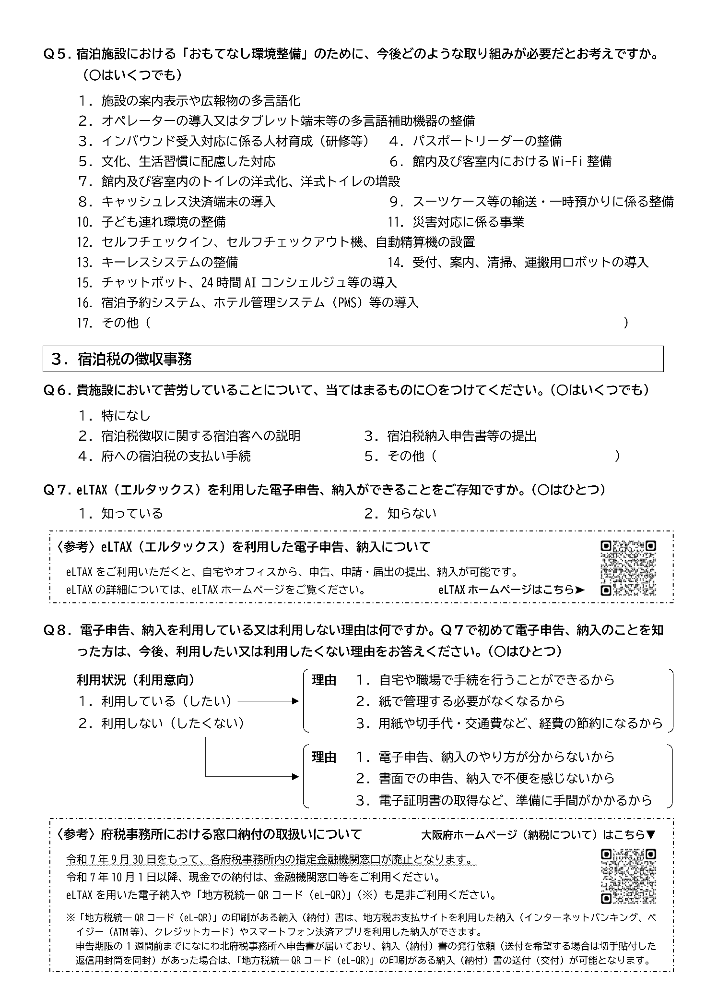 Ｑ５．宿泊施設における「おもてなし環境整備」のために、今後どのような取り組みが必要だとお考えですか。
（〇はいくつでも）
１．施設の案内表示や広報物の多言語化
２．オペレーターの導入又はタブレット端末等の多言語補助機器の整備
３．インバウンド受入対応に係る人材育成（研修等）　４．パスポートリーダーの整備
５．文化、生活習慣に配慮した対応　６．館内及び客室内における Wi-Fi 整備
７．館内及び客室内のトイレの洋式化、洋式トイレの増設
８．キャッシュレス決済端末の導入　９．スーツケース等の輸送・一時預かりに係る整備
10．子ども連れ環境の整備　11．災害対応に係る事業
12．セルフチェックイン、セルフチェックアウト機、自動精算機の設置
13．キーレスシステムの整備　14．受付、案内、清掃、運搬用ロボットの導入
15．チャットボット、24 時間 AI コンシェルジュ等の導入
16．宿泊予約システム、ホテル管理システム（PMS）等の導入
17．その他（　　　　　）
３．宿泊税の徴収事務
Ｑ６．貴施設において苦労していることについて、当てはまるものに〇をつけてください。（〇はいくつでも）
１．特になし
２．宿泊税徴収に関する宿泊客への説明　３．宿泊税納入申告書等の提出
４．府への宿泊税の支払い手続　５．その他（　　　　　）
Ｑ７．eLTAX（エルタックス）を利用した電子申告、納入ができることをご存知ですか。（〇はひとつ）
１．知っている　２．知らない
〈参考〉eLTAX（エルタックス）を利用した電子申告、納入について
eLTAX をご利用いただくと、自宅やオフィスから、申告、申請・届出の提出、納入が可能です。
eLTAX の詳細については、eLTAX ホームページをご覧ください。　eLTAX ホームページはこちら➤
Ｑ８．電子申告、納入を利用している又は利用しない理由は何ですか。Ｑ７で初めて電子申告、納入のことを知
った方は、今後、利用したい又は利用したくない理由をお答えください。（〇はひとつ）
利用状況（利用意向）　理由　１．自宅や職場で手続を行うことができるから
１．利用している（したい）　２．紙で管理する必要がなくなるから
２．利用しない（したくない）　３．用紙や切手代・交通費など、経費の節約になるから
理由　１．電子申告、納入のやり方が分からないから
２．書面での申告、納入で不便を感じないから
３．電子証明書の取得など、準備に手間がかかるから
〈参考〉府税事務所における窓口納付の取扱いについて　大阪府ホームページ（納税について）はこちら▼
令和７年９月 30 日をもって、各府税事務所内の指定金融機関窓口が廃止となります。
令和７年 10 月１日以降、現金での納付は、金融機関窓口等をご利用ください。
eLTAX を用いた電子納入や「地方税統一 QR コード（eL-QR）」（※）も是非ご利用ください。
※「地方税統一 QR コード（eL-QR）」の印刷がある納入（納付）書は、地方税お支払サイトを利用した納入（インターネットバンキング、ペ
イジー（ATM 等）、クレジットカード）やスマートフォン決済アプリを利用した納入ができます。
申告期限の１週間前までになにわ北府税事務所へ申告書が届いており、納入（納付）書の発行依頼（送付を希望する場合は切手貼付した
返信用封筒を同封）があった場合は、「地方税統一 QR コード（eL-QR）」の印刷がある納入（納付）書の送付（交付）が可能となります。